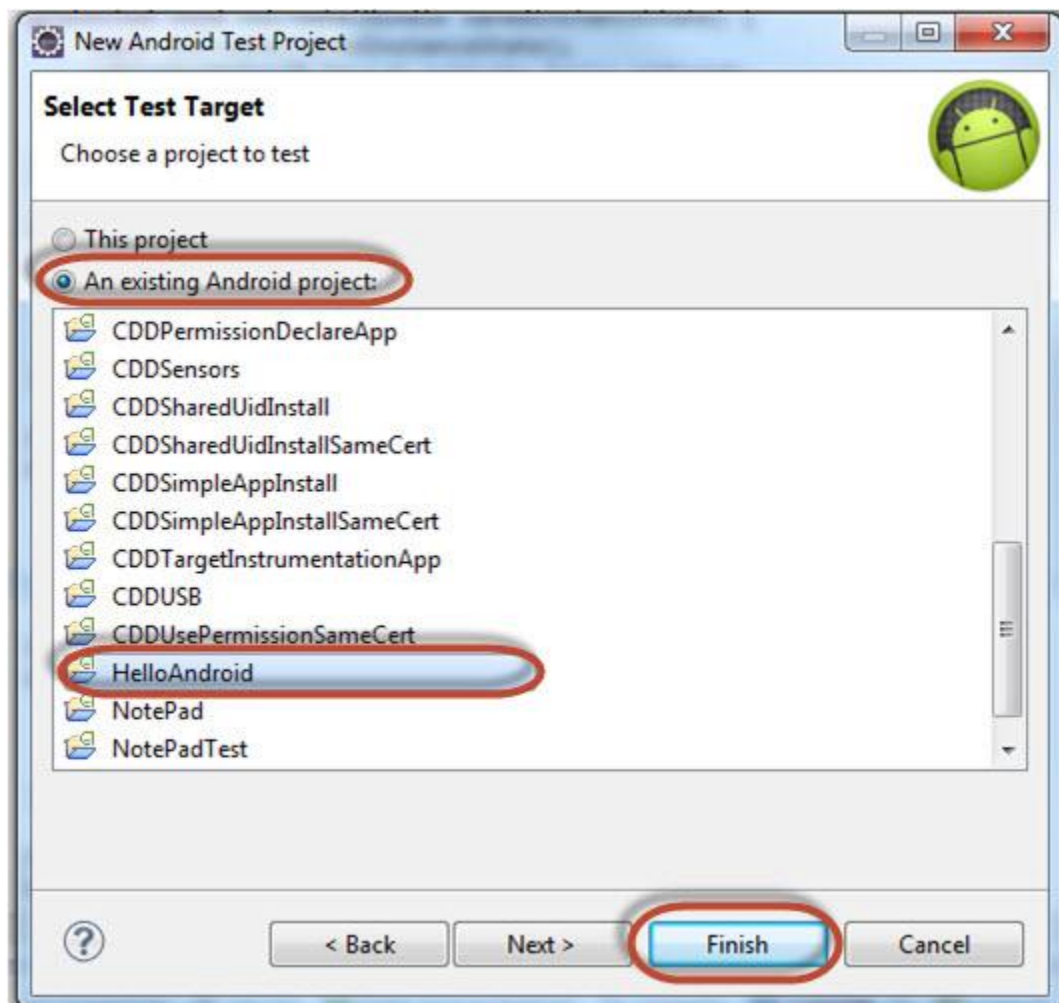 New Android Test Project
Select Test Target
Choose a project to test
This project
An existing Android project:
CDDPermissionDeclareApp
CDDSensors
CDDSharedUidInstall
CDDSharedUidInstallSameCert
CDDSimpleAppInstall
CDDSimpleAppInstallSameCert
CDDTargetInstrumentationApp
CDDUSB
CDDUsePermissionSameCert
HelloAndroid
NotePad
NotePadTest
?
< Back
Next >
Finish
Cancel